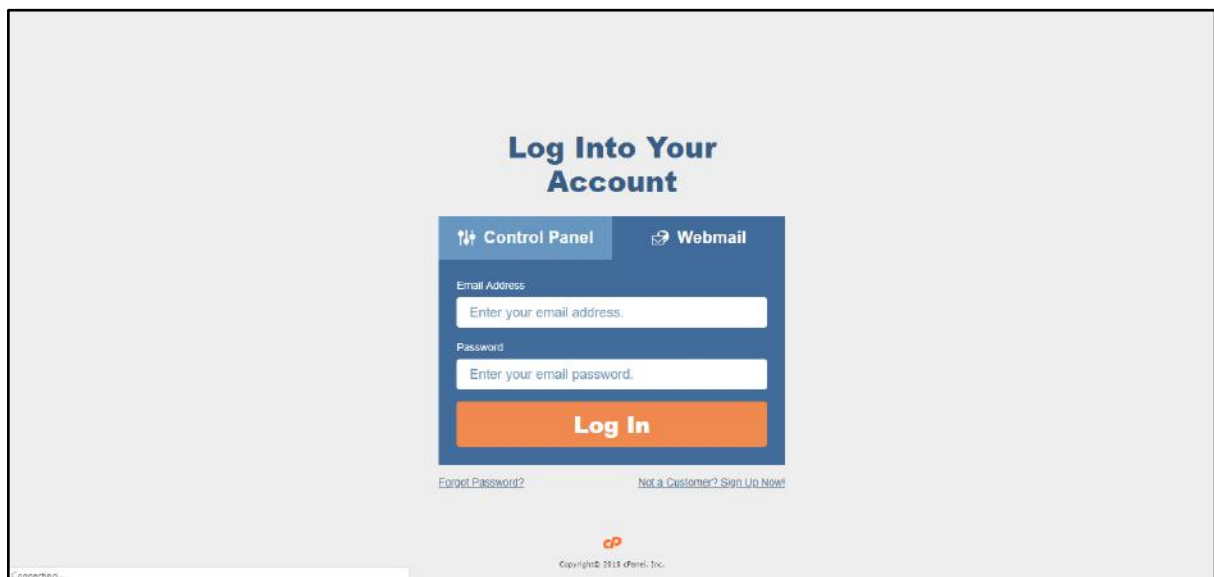 Log Into Your
Account
Control Panel
Webmail
Email Address
Enter your email address.
Password
Enter your email password.
Log In
Forgot Password?
Not a Customer? Sign Up Now!
cP
Copyright© 2018 cPanel, Inc.
Connecting...